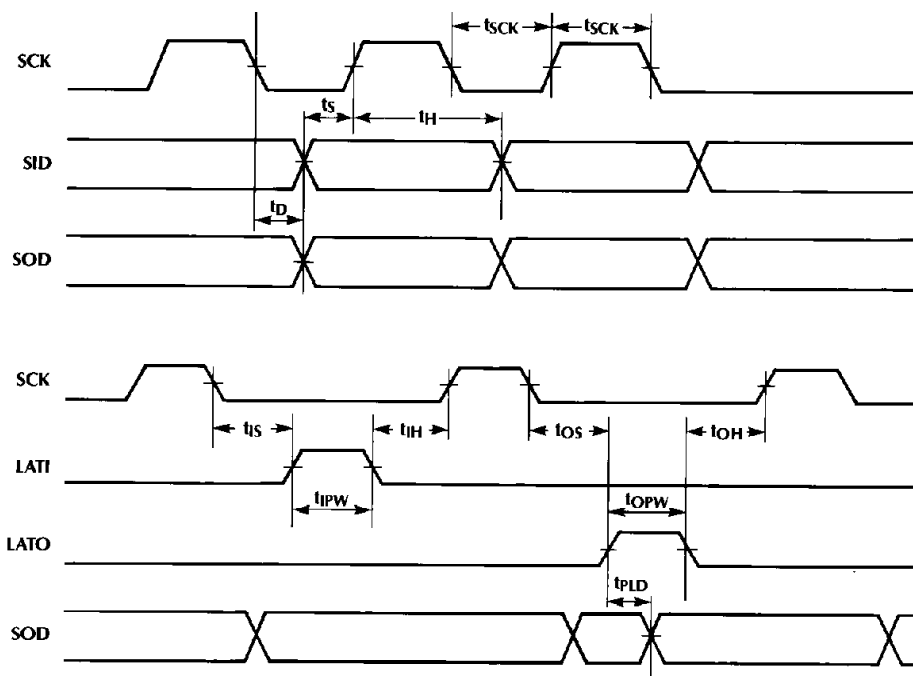 tSCK tSCK
SCK
tS tH
SID
tD
SOD
SCK
tIS tIH tOS tOH
LATI
tIPW tOPW
LATO
tPLD
SOD